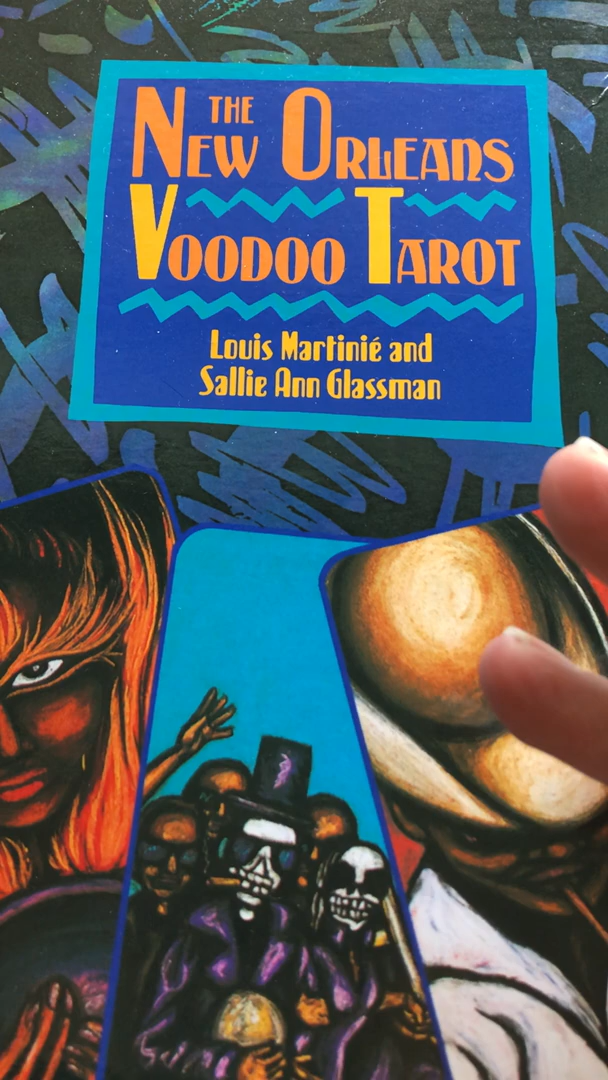 THE
NEW ORLEANS
VOODOO TAROT
Louis Martinié and
Sallie Ann Glassman